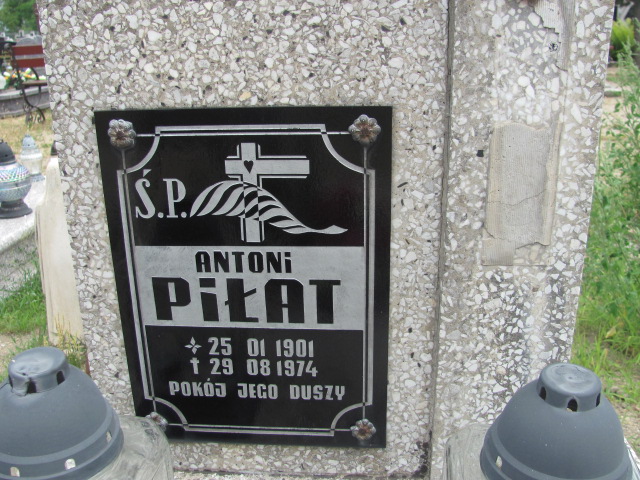 Ś.P.
ANTONi
PiŁAT
✢ 25 01 1901
† 29 08 1974
POKÓJ JEGO DUSZY